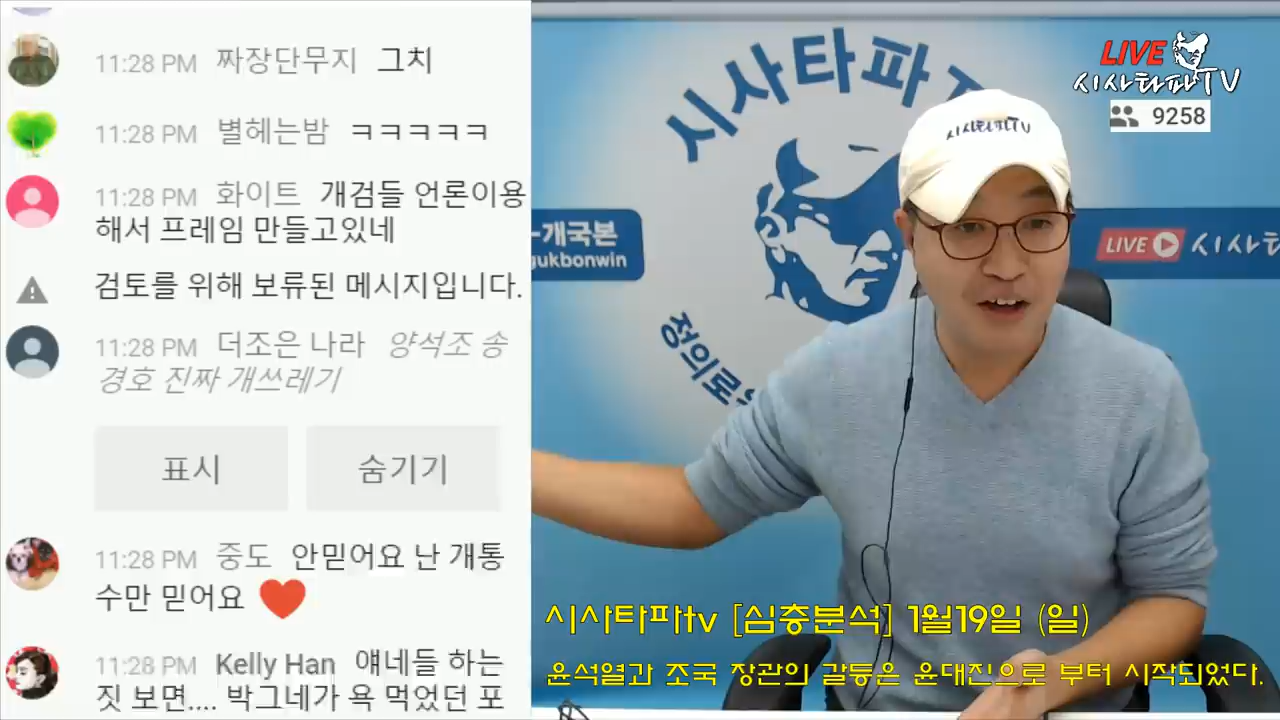 11:28 PM 짜장단무지 그치
11:28 PM 별헤는밤 ㅋㅋㅋㅋㅋ
11:28 PM 화이트 개검들 언론이용
해서 프레임 만들고있네
검토를 위해 보류된 메시지입니다.
11:28 PM 더조은 나라 양석조 송
경호 진짜 개쓰레기
표시 숨기기
11:28 PM 중도 안믿어요 난 개통
수만 믿어요 ❤
11:28 PM Kelly Han 얘네들 하는
짓 보면.... 박그네가 욕 먹었던 포
LIVE
시사타파TV
9258
시사타파
시사타파TV
-개국본
gukbonwin
LIVE 시사타
정의로
시사타파tv [심층분석] 1월19일 (일)
윤석열과 조국 장관의 갈등은 윤대진으로 부터 시작되었다.